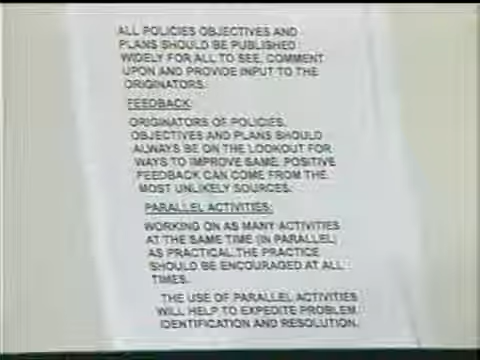 ALL POLICIES OBJECTIVES AND
PLANS SHOULD BE PUBLISHED
WIDELY FOR ALL TO SEE, COMMENT
UPON AND PROVIDE INPUT TO THE
ORIGINATORS.
FEEDBACK
ORIGINATORS OF POLICIES,
OBJECTIVES AND PLANS SHOULD
ALWAYS BE ON THE LOOKOUT FOR
WAYS TO IMPROVE SAME. POSITIVE
FEEDBACK CAN COME FROM THE
MOST UNLIKELY SOURCES.
PARALLEL ACTIVITIES:
WORKING ON AS MANY ACTIVITIES
AT THE SAME TIME (IN PARALLEL)
AS PRACTICAL. THE PRACTICE
SHOULD BE ENCOURAGED AT ALL
TIMES.
THE USE OF PARALLEL ACTIVITIES
WILL HELP TO EXPEDITE PROBLEM
IDENTIFICATION AND RESOLUTION.